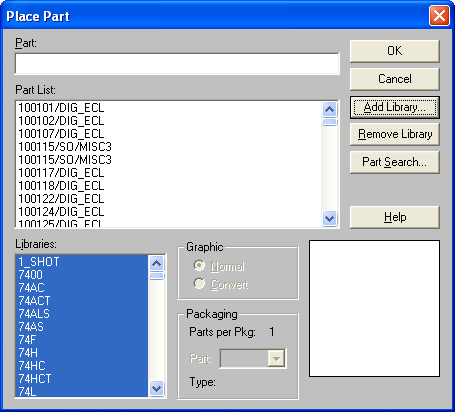 Place Part
Part:
OK
Cancel
Part List:
Add Library...
100101/DIG_ECL
100102/DIG_ECL
100107/DIG_ECL
Remove Library
100115/SO/MISC3
100115/SO/MISC3
Part Search...
100117/DIG_ECL
100118/DIG_ECL
100122/DIG_ECL
100124/DIG_ECL
Help
100125/DIG_ECL
Libraries:
Graphic
1_SHOT
Normal
7400
74AC
Convert
74ACT
74ALS
Packaging
74AS
Parts per Pkg: 1
74F
74H
Part:
74HC
74HCT
Type:
74L